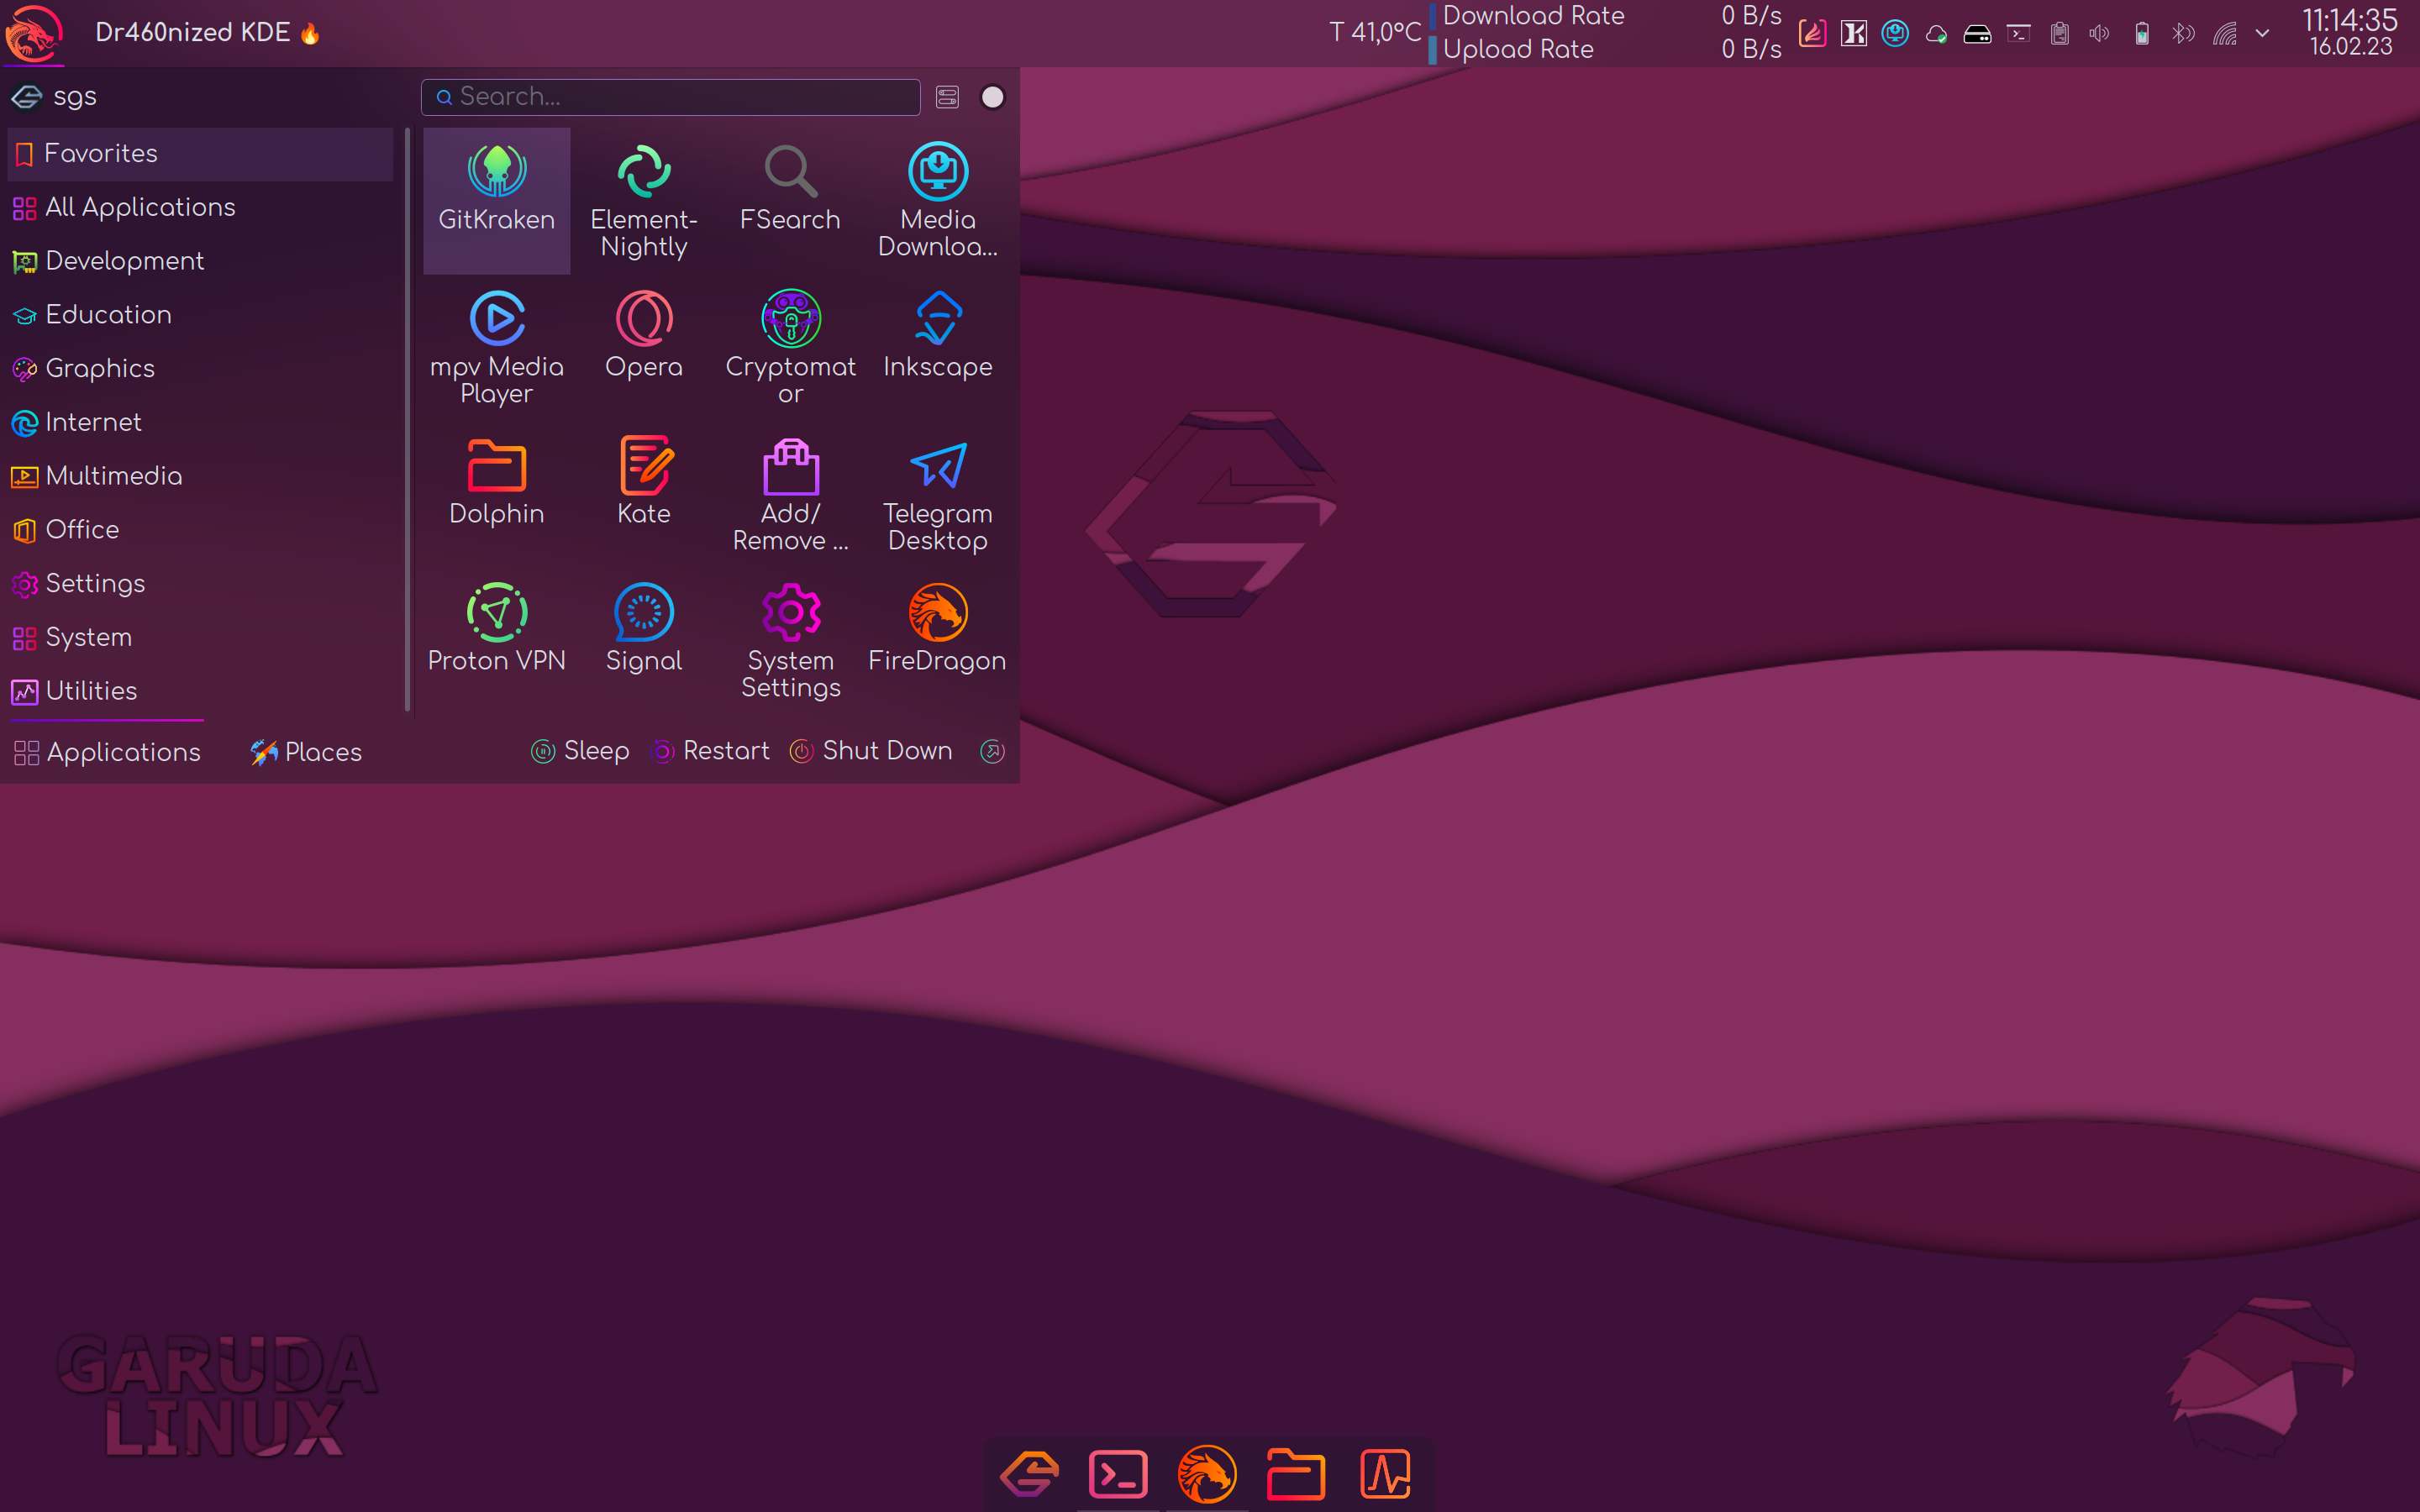 Dr460nized KDE 🔥
T 41,0°C
Download Rate 0 B/s
Upload Rate 0 B/s
11:14:35
16.02.23
sgs
Search...
Favorites
All Applications
Development
Education
Graphics
Internet
Multimedia
Office
Settings
System
Utilities
GitKraken
Element-
Nightly
FSearch
Media
Downloa...
mpv Media
Player
Opera
Cryptomat
or
Inkscape
Dolphin
Kate
Add/
Remove ...
Telegram
Desktop
Proton VPN
Signal
System
Settings
FireDragon
Applications
Places
Sleep
Restart
Shut Down
GARUDA
LINUX